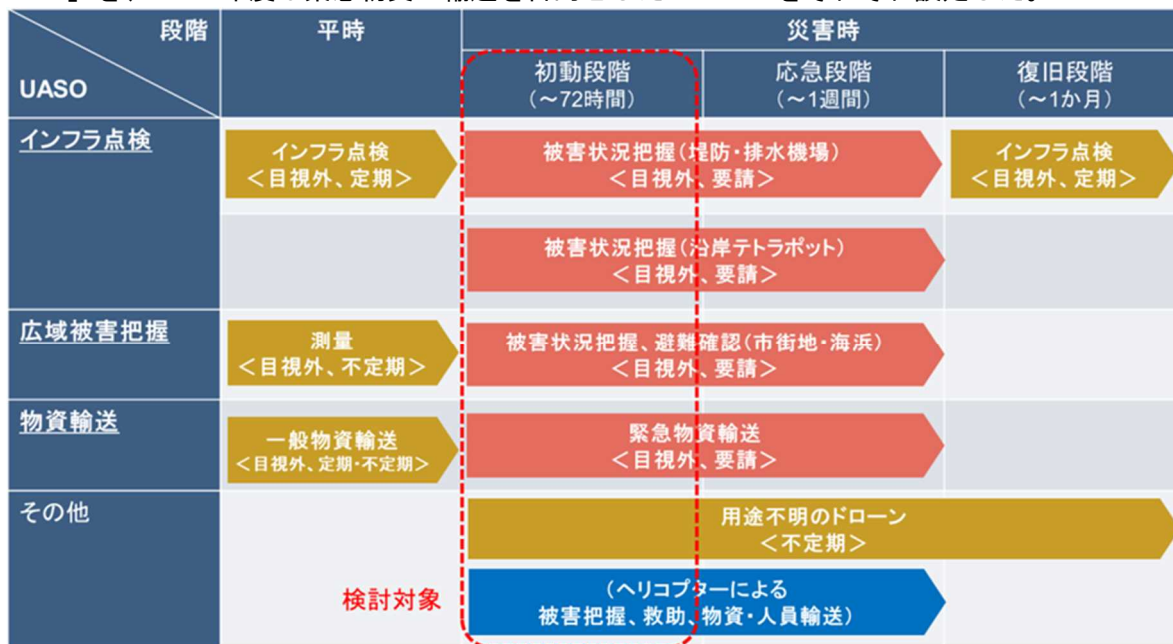 段階
平時
災害時
UASO
初動段階
(～72時間)
応急段階
(～1週間)
復旧段階
(～1か月)
インフラ点検
インフラ点検
＜目視外、定期＞
被害状況把握(堤防・排水機場)
＜目視外、要請＞
インフラ点検
＜目視外、定期＞
被害状況把握(沿岸テトラポット)
＜目視外、要請＞
広域被害把握
測量
＜目視外、不定期＞
被害状況把握、避難確認(市街地・海浜)
＜目視外、要請＞
物資輸送
一般物資輸送
＜目視外、定期・不定期＞
緊急物資輸送
＜目視外、要請＞
その他
用途不明のドローン
＜不定期＞
検討対象
(ヘリコプターによる
被害把握、救助、物資・人員輸送)